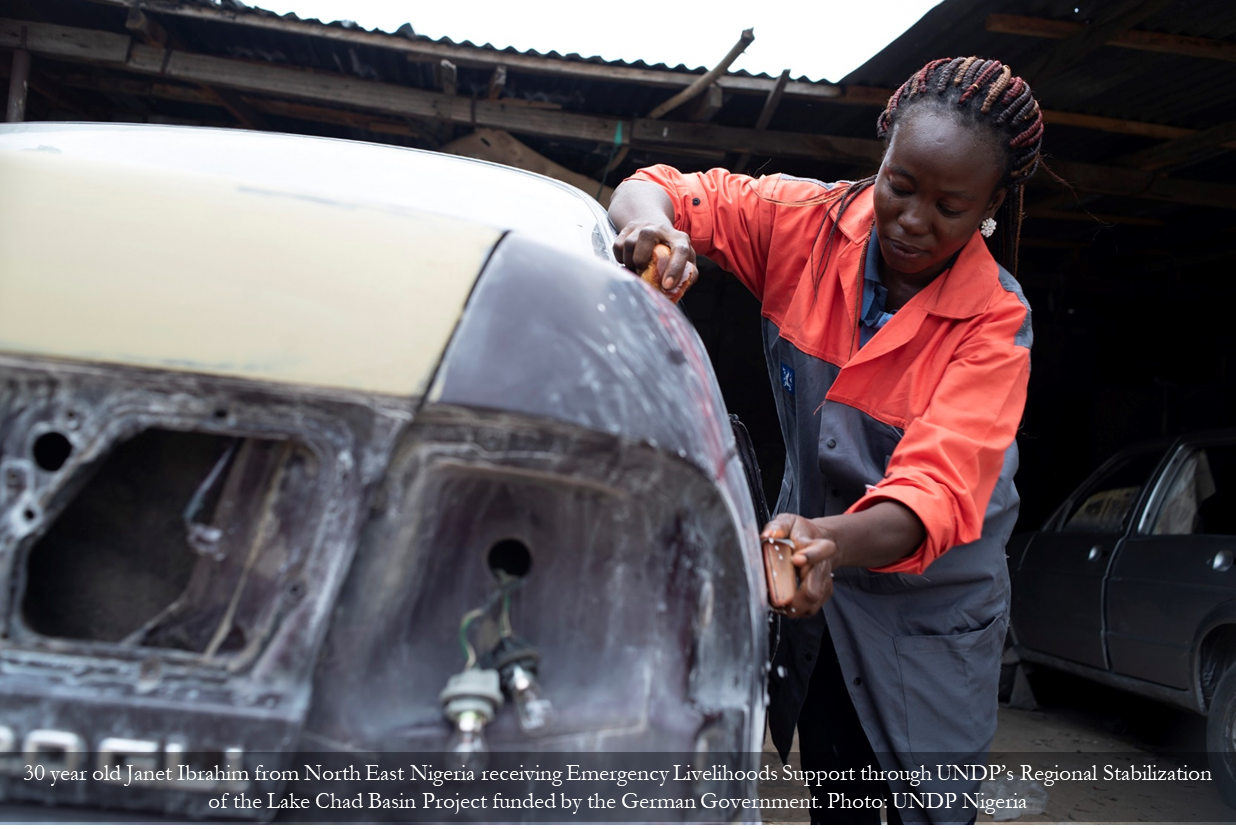 30 year old Janet Ibrahim from North East Nigeria receiving Emergency Livelihoods Support through UNDP’s Regional Stabilization
of the Lake Chad Basin Project funded by the German Government. Photo: UNDP Nigeria